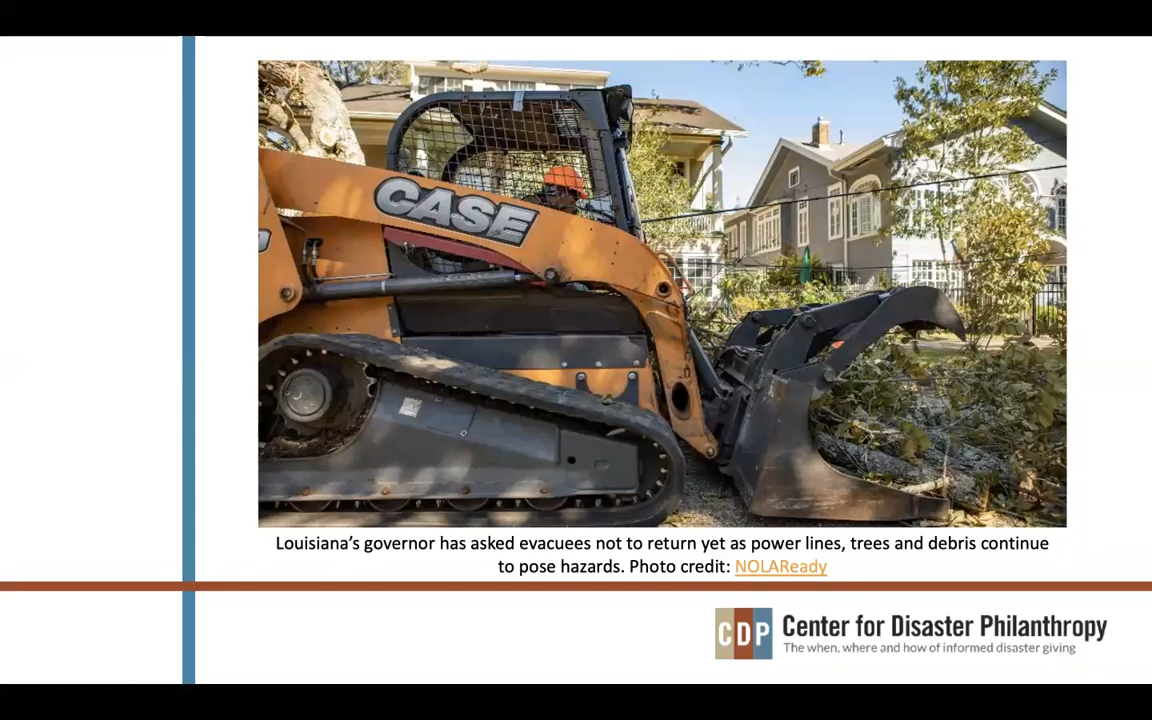 CASE
Louisiana’s governor has asked evacuees not to return yet as power lines, trees and debris continue
to pose hazards. Photo credit: NOLAReady
CDP
Center for Disaster Philanthropy
The when, where and how of informed disaster giving